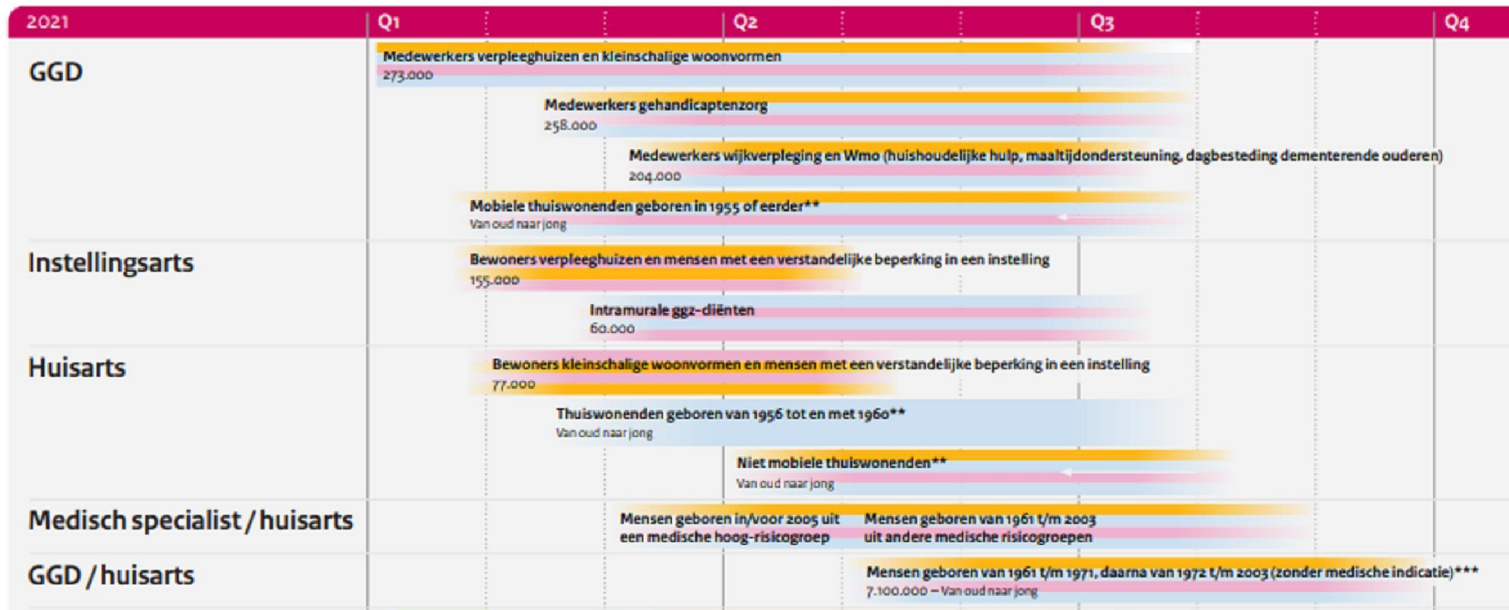 2021 Q1 Q2 Q3 Q4
GGD
Medewerkers verpleeghuizen en kleinschalige woonvormen
273.000
Medewerkers gehandicaptenzorg
258.000
Medewerkers wijkverpleging en Wmo (huishoudelijke hulp, maaltijdondersteuning, dagbesteding dementerende ouderen)
204.000
Mobiele thuiswonenden geboren in 1955 of eerder**
Van oud naar jong
Instellingsarts
Bewoners verpleeghuizen en mensen met een verstandelijke beperking in een instelling
155.000
Intramurale ggz-cliënten
60.000
Huisarts
Bewoners kleinschalige woonvormen en mensen met een verstandelijke beperking in een instelling
77.000
Thuiswonenden geboren van 1956 tot en met 1960**
Van oud naar jong
Niet mobiele thuiswonenden**
Van oud naar jong
Medisch specialist / huisarts
Mensen geboren in/voor 2005 uit
een medische hoog-risicogroep
Mensen geboren van 1961 t/m 2003
uit andere medische risicogroepen
GGD / huisarts
Mensen geboren van 1961 t/m 1971, daarna van 1972 t/m 2003 (zonder medische indicatie)***
7.100.000 – Van oud naar jong